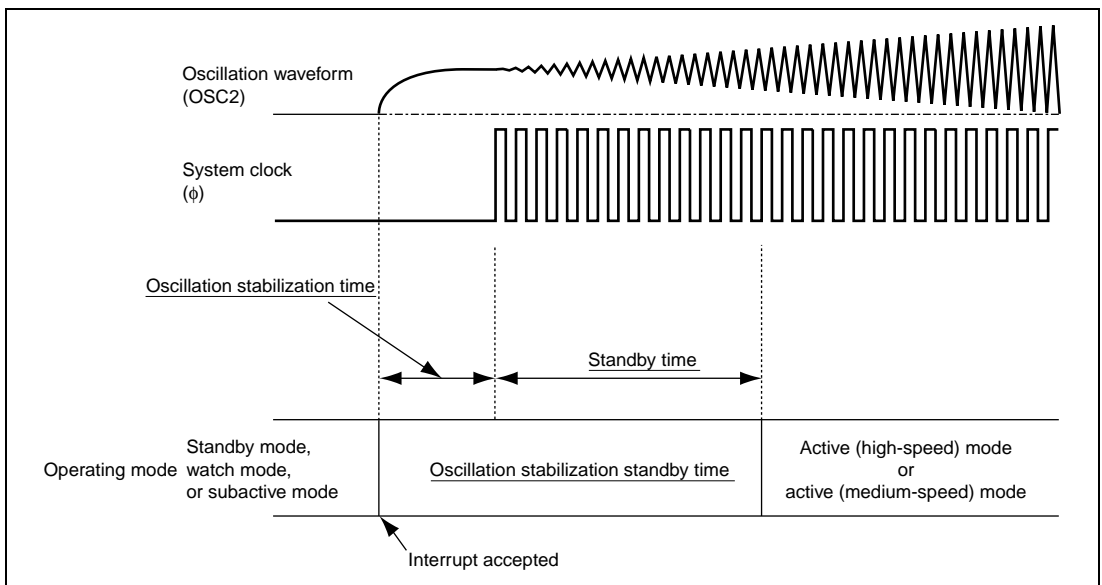 Oscillation waveform
(OSC2)
System clock
(ϕ)
Oscillation stabilization time
Standby time
Operating mode
Standby mode,
watch mode,
or subactive mode
Oscillation stabilization standby time
Active (high-speed) mode
or
active (medium-speed) mode
Interrupt accepted